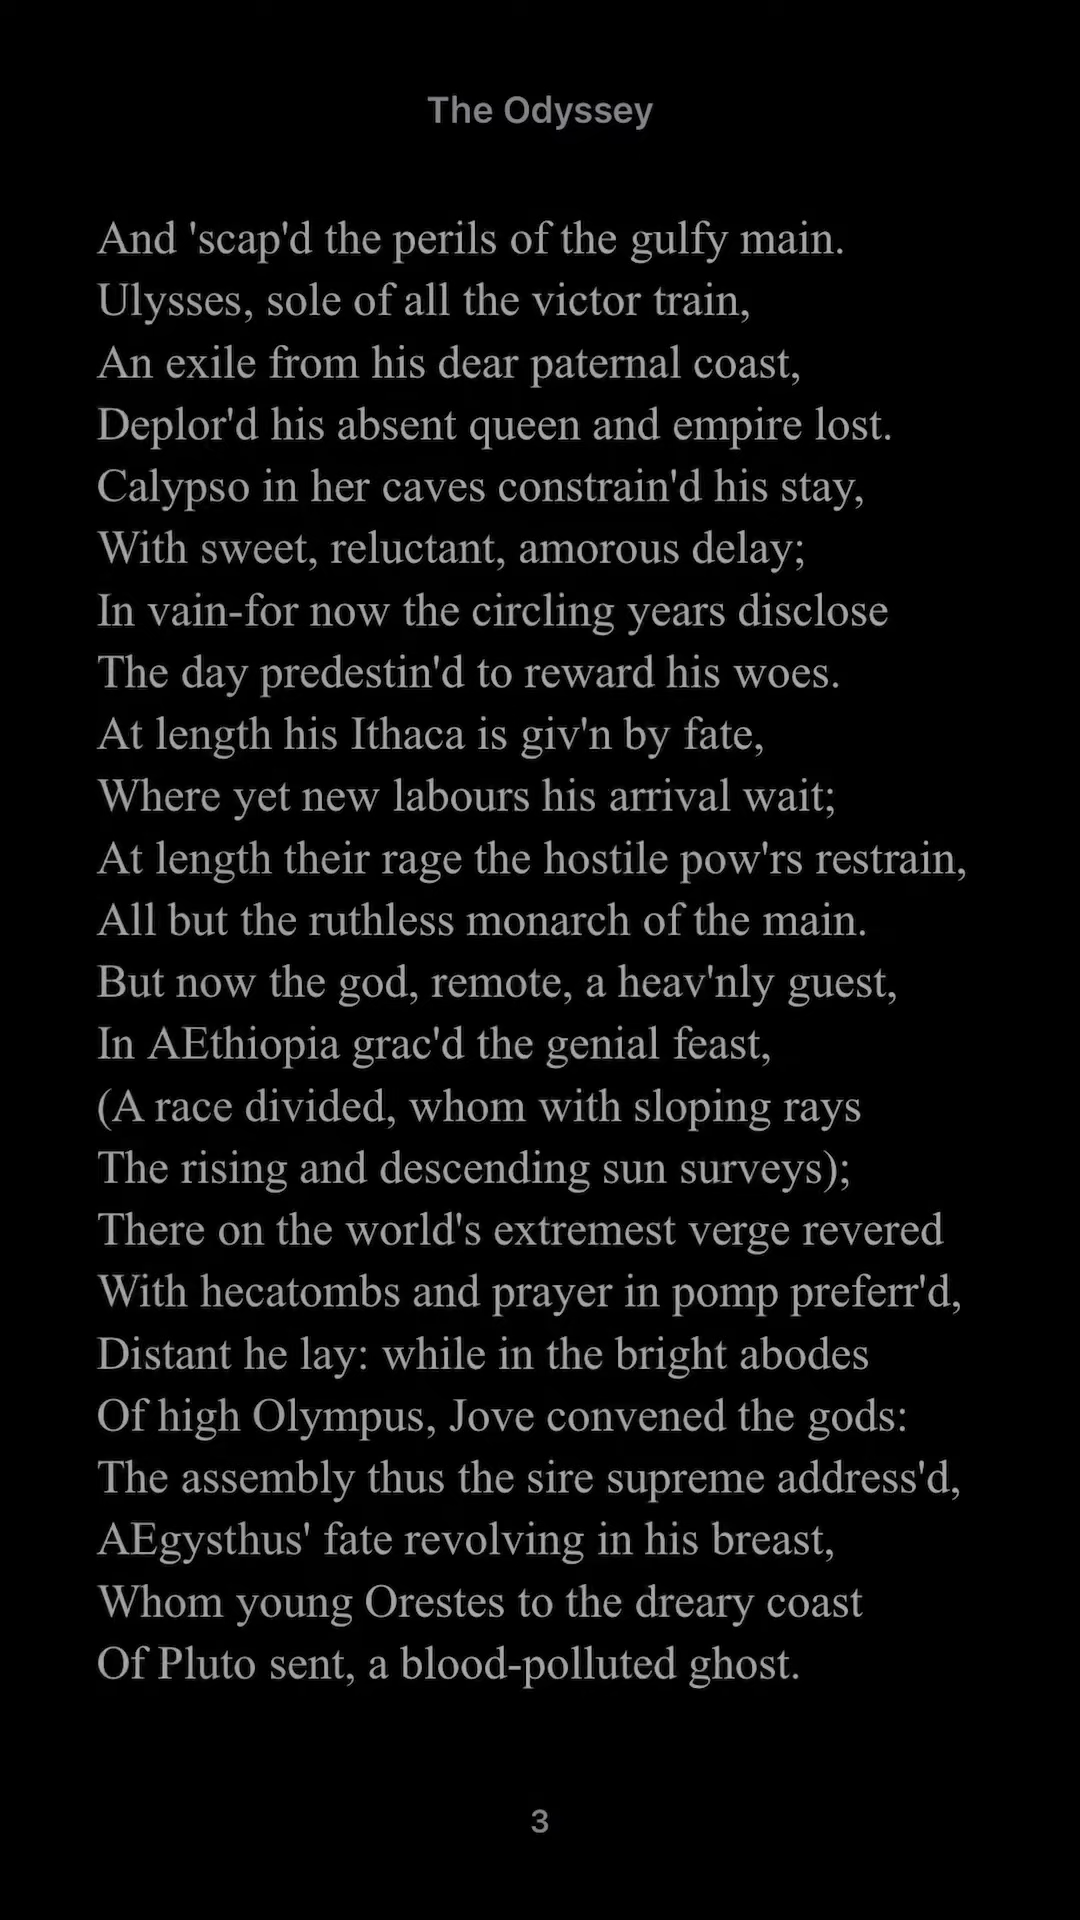 The Odyssey
And 'scap'd the perils of the gulfy main.
Ulysses, sole of all the victor train,
An exile from his dear paternal coast,
Deplor'd his absent queen and empire lost.
Calypso in her caves constrain'd his stay,
With sweet, reluctant, amorous delay;
In vain-for now the circling years disclose
The day predestin'd to reward his woes.
At length his Ithaca is giv'n by fate,
Where yet new labours his arrival wait;
At length their rage the hostile pow'rs restrain,
All but the ruthless monarch of the main.
But now the god, remote, a heav'nly guest,
In AEthiopia grac'd the genial feast,
(A race divided, whom with sloping rays
The rising and descending sun surveys);
There on the world's extremest verge revered
With hecatombs and prayer in pomp preferr'd,
Distant he lay: while in the bright abodes
Of high Olympus, Jove convened the gods:
The assembly thus the sire supreme address'd,
AEgysthus' fate revolving in his breast,
Whom young Orestes to the dreary coast
Of Pluto sent, a blood-polluted ghost.
3